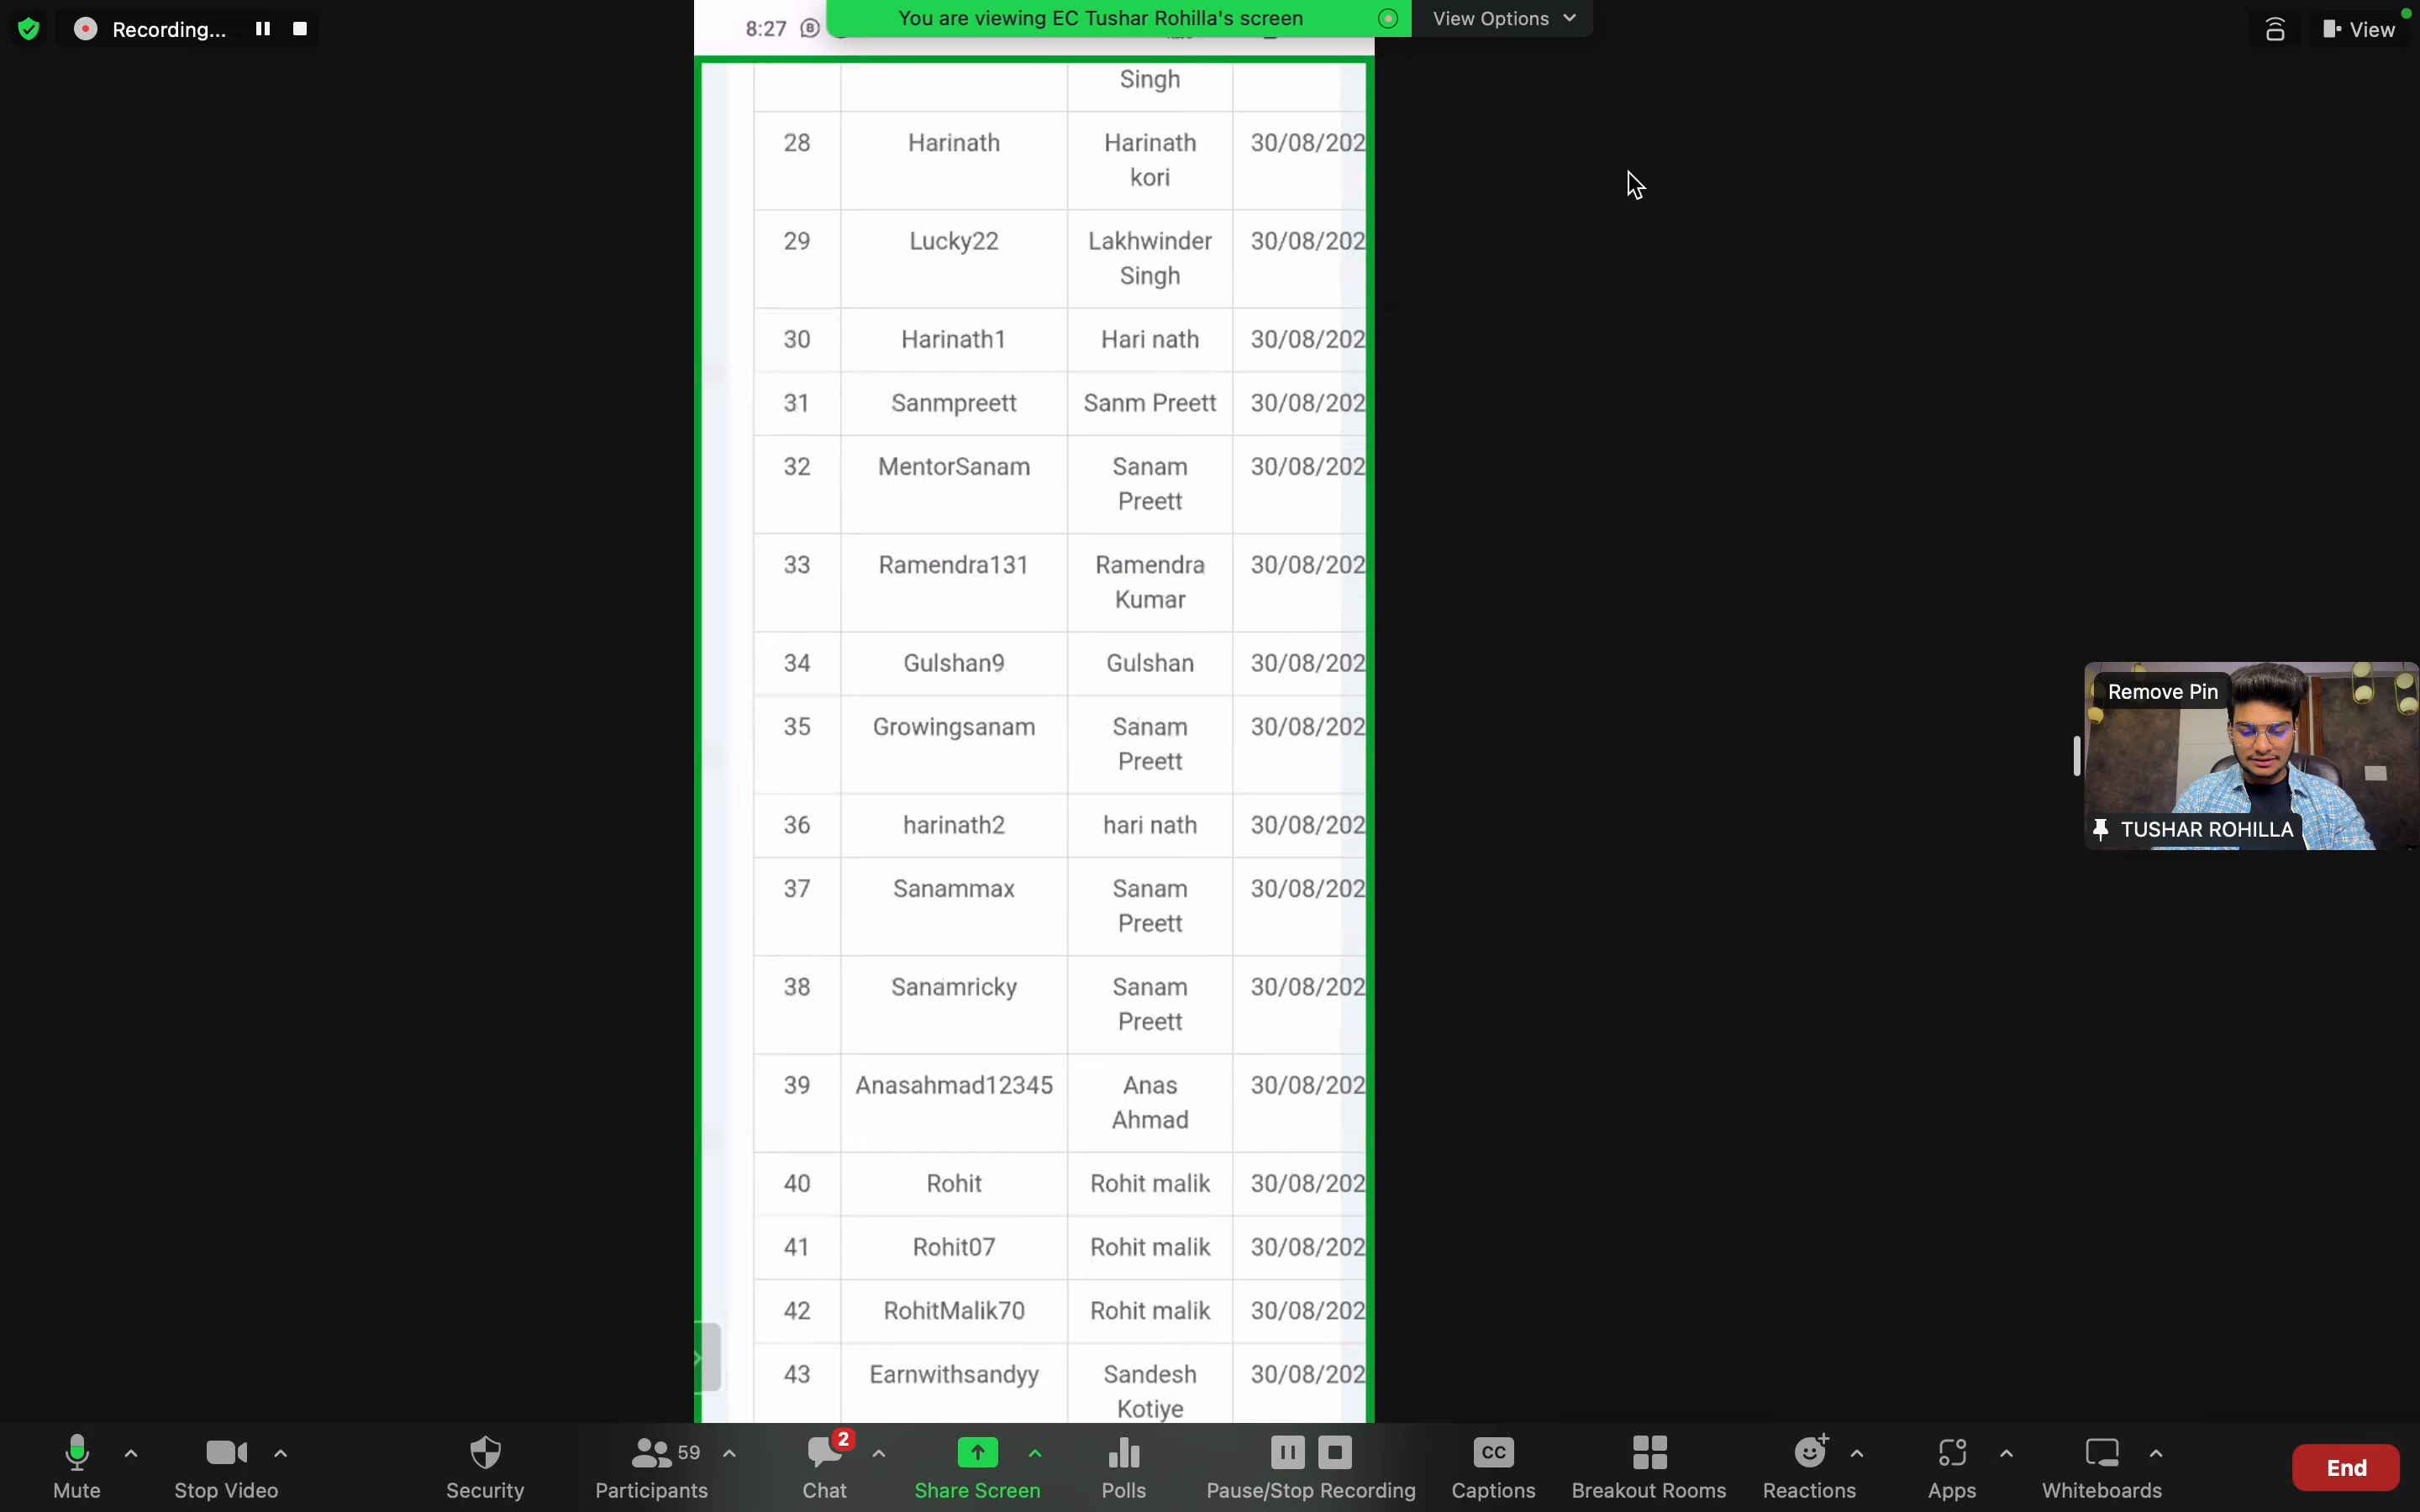 Recording...
8:27
You are viewing EC Tushar Rohilla's screen
View Options
View
Singh
28 Harinath Harinath kori 30/08/202
29 Lucky22 Lakhwinder Singh 30/08/202
30 Harinath1 Hari nath 30/08/202
31 Sanmpreett Sanm Preett 30/08/202
32 MentorSanam Sanam Preett 30/08/202
33 Ramendra131 Ramendra Kumar 30/08/202
34 Gulshan9 Gulshan 30/08/202
35 Growingsanam Sanam Preett 30/08/202
36 harinath2 hari nath 30/08/202
37 Sanammax Sanam Preett 30/08/202
38 Sanamricky Sanam Preett 30/08/202
39 Anasahmad12345 Anas Ahmad 30/08/202
40 Rohit Rohit malik 30/08/202
41 Rohit07 Rohit malik 30/08/202
42 RohitMalik70 Rohit malik 30/08/202
43 Earnwithsandyy Sandesh Kotiye 30/08/202
Remove Pin
TUSHAR ROHILLA
Mute
Stop Video
Security
59
Participants
2
Chat
Share Screen
Polls
Pause/Stop Recording
CC
Captions
Breakout Rooms
Reactions
Apps
Whiteboards
End